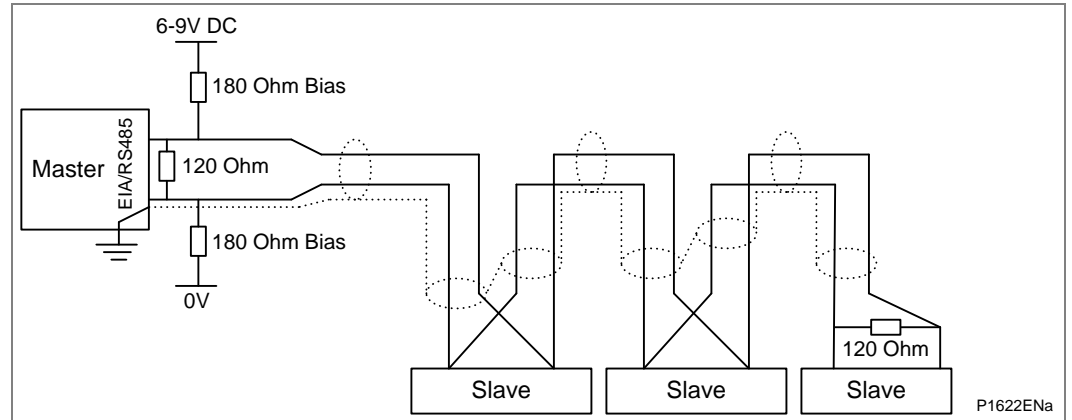 6-9V DC
180 Ohm Bias
EIA/RS485
Master
120 Ohm
180 Ohm Bias
0V
120 Ohm
Slave
Slave
Slave
P1622ENa